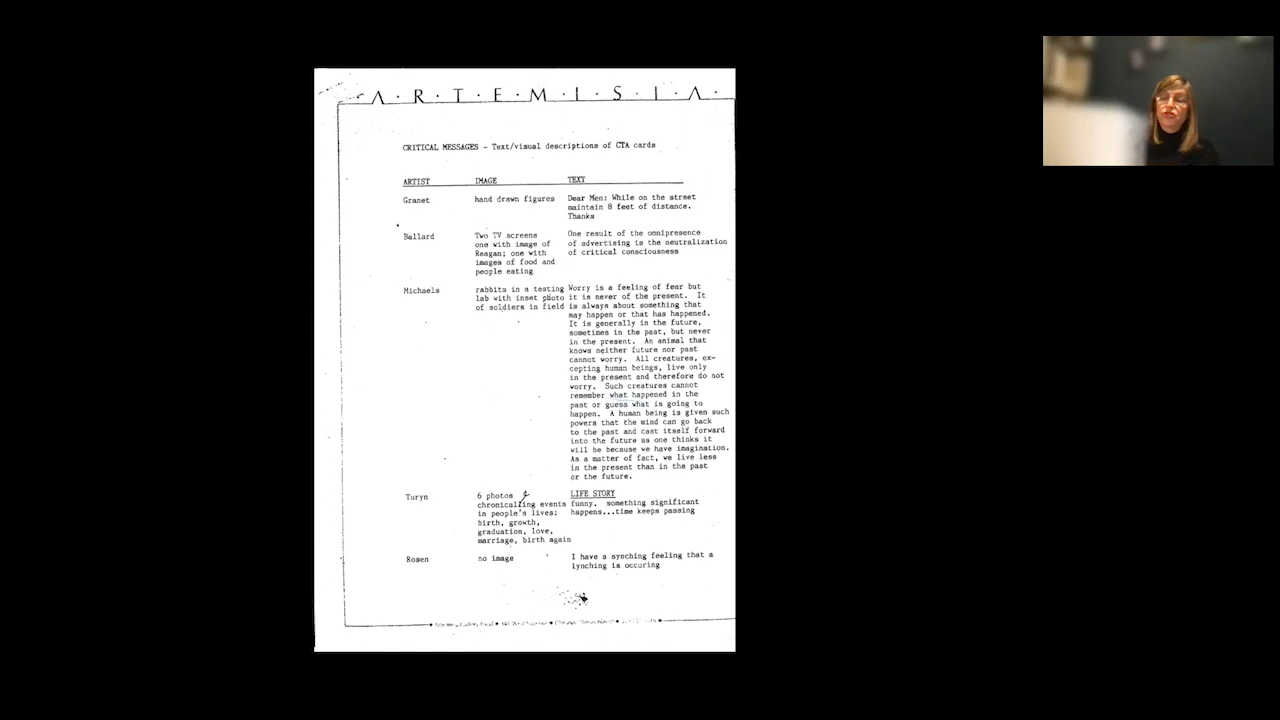 A·R·T·E·M·I·S·I·A·
CRITICAL MESSAGES - Text/visual descriptions of CTA cards
ARTIST IMAGE TEXT
Granet hand drawn figures Dear Men: While on the street
maintain 8 feet of distance.
Thanks
Ballard Two TV screens One result of the omnipresence
one with image of of advertising is the neutralization
Reagan; one with of critical consciousness
images of food and
people eating
Michaels rabbits in a testing Worry is a feeling of fear but
lab with inset photo it is never of the present. It
of soldiers in field is always about something that
may happen or that has happened.
It is generally in the future,
sometimes in the past, but never
in the present. An animal that
knows neither future nor past
cannot worry. All creatures, ex-
cepting human beings, live only
in the present and therefore do not
worry. Such creatures cannot
remember what happened in the
past or guess what is going to
happen. A human being is given such
powers that the mind can go back
to the past and cast itself forward
into the future as one thinks it
will be because we have imagination.
As a matter of fact, we live less
in the present than in the past
or the future.
Turyn 6 photos LIFE STORY
chronicalling events funny. something significant
in people's lives: happens...time keeps passing
birth, growth,
graduation, love,
marriage, birth again
Rosen no image I have a synching feeling that a
lynching is occuring